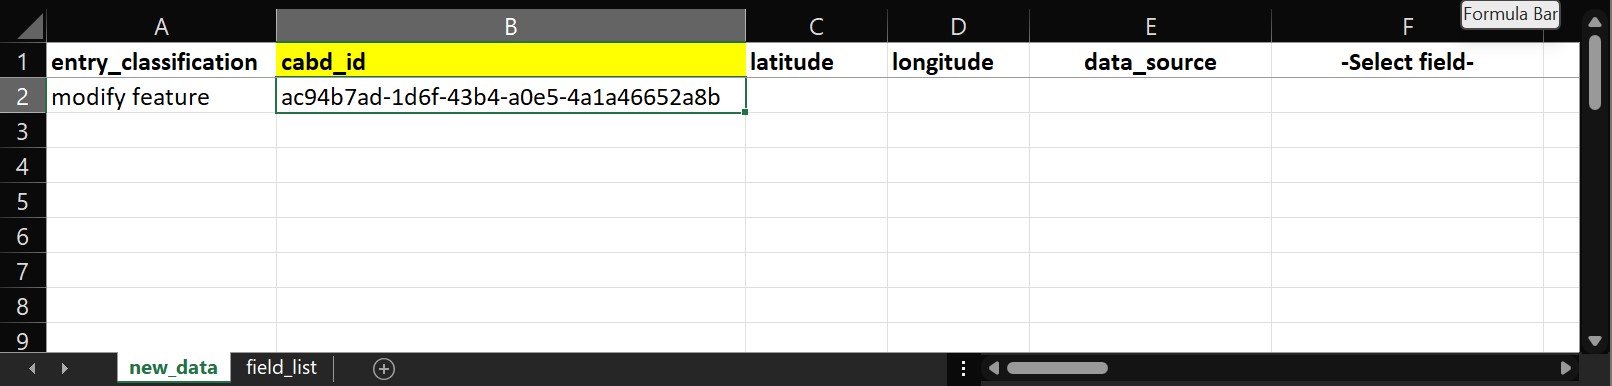 Formula Bar
A B C D E F
1 entry_classification cabd_id latitude longitude data_source -Select field-
2 modify feature ac94b7ad-1d6f-43b4-a0e5-4a1a46652a8b
3
4
5
6
7
8
9
new_data field_list